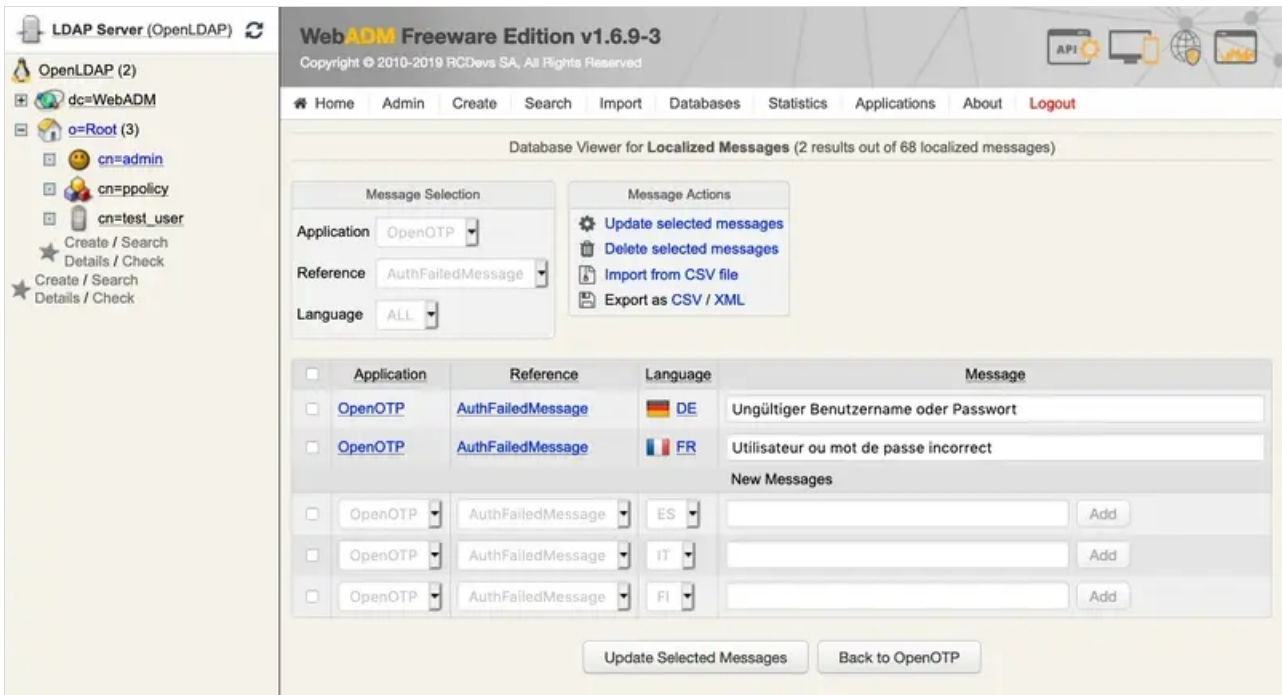 LDAP Server (OpenLDAP)
OpenLDAP (2)
dc=WebADM
o=Root (3)
cn=admin
cn=ppolicy
cn=test_user
Create / Search
Details / Check
Create / Search
Details / Check
WebADM Freeware Edition v1.6.9-3
Copyright © 2010-2019 RCDevs SA, All Rights Reserved
API
Home Admin Create Search Import Databases Statistics Applications About Logout
Database Viewer for Localized Messages (2 results out of 68 localized messages)
Message Selection
Application OpenOTP
Reference AuthFailedMessage
Language ALL
Message Actions
Update selected messages
Delete selected messages
Import from CSV file
Export as CSV / XML
Application Reference Language Message
OpenOTP AuthFailedMessage DE Ungültiger Benutzername oder Passwort
OpenOTP AuthFailedMessage FR Utilisateur ou mot de passe incorrect
New Messages
OpenOTP AuthFailedMessage ES Add
OpenOTP AuthFailedMessage IT Add
OpenOTP AuthFailedMessage FI Add
Update Selected Messages Back to OpenOTP